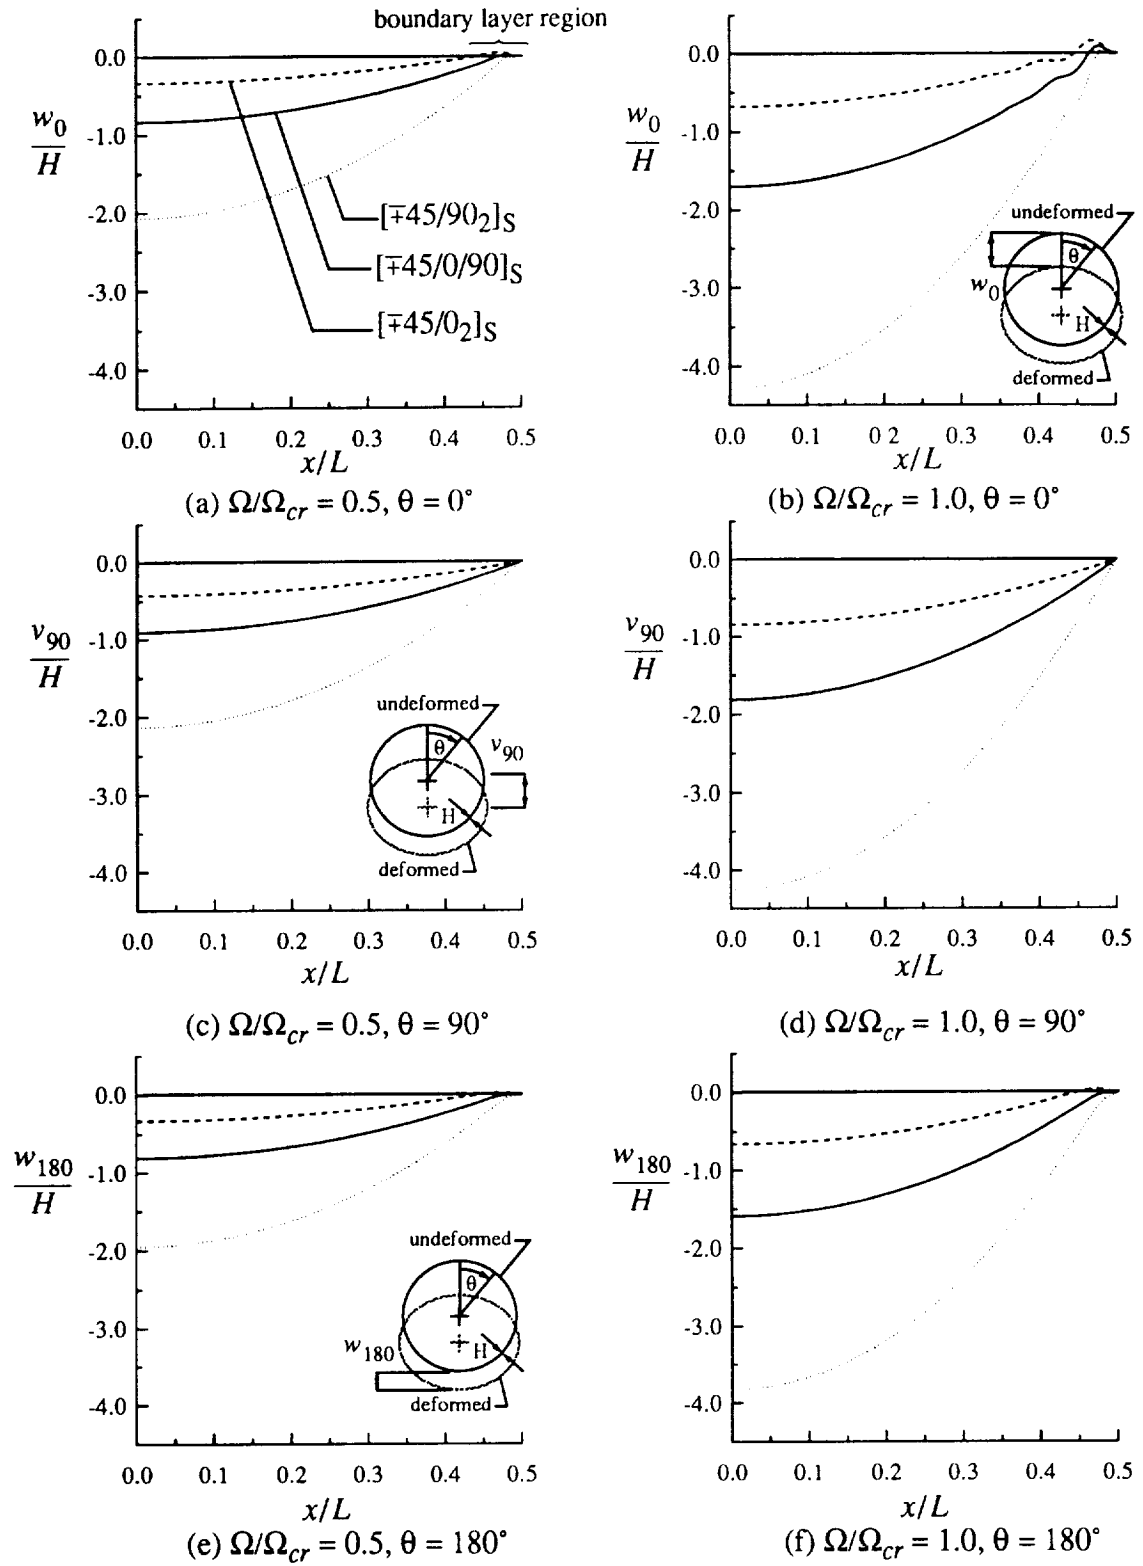 boundary layer region
0.0
-1.0
-2.0
-3.0
-4.0
w₀/H
[∓45/90₂]S
[∓45/0/90]S
[∓45/0₂]S
0.0 0.1 0.2 0.3 0.4 0.5
x/L
(a) Ω/Ωcr = 0.5, θ = 0°
0.0
-1.0
-2.0
-3.0
-4.0
w₀/H
undeformed
θ
w₀
H
deformed
0.0 0.1 0 2 0.3 0.4 0.5
x/L
(b) Ω/Ωcr = 1.0, θ = 0°
0.0
-1.0
-2.0
-3.0
-4.0
v₉₀/H
undeformed
θ
v₉₀
H
deformed
0.0 0.1 0.2 0.3 0.4 0.5
x/L
(c) Ω/Ωcr = 0.5, θ = 90°
0.0
-1.0
-2.0
-3.0
-4.0
v₉₀/H
0.0 0.1 0.2 0.3 0.4 0.5
x/L
(d) Ω/Ωcr = 1.0, θ = 90°
0.0
-1.0
-2.0
-3.0
-4.0
w₁₈₀/H
undeformed
θ
w₁₈₀
H
deformed
0.0 0.1 0.2 0.3 0.4 0.5
x/L
(e) Ω/Ωcr = 0.5, θ = 180°
0.0
-1.0
-2.0
-3.0
-4.0
w₁₈₀/H
0.0 0.1 0.2 0.3 0.4 0.5
x/L
(f) Ω/Ωcr = 1.0, θ = 180°